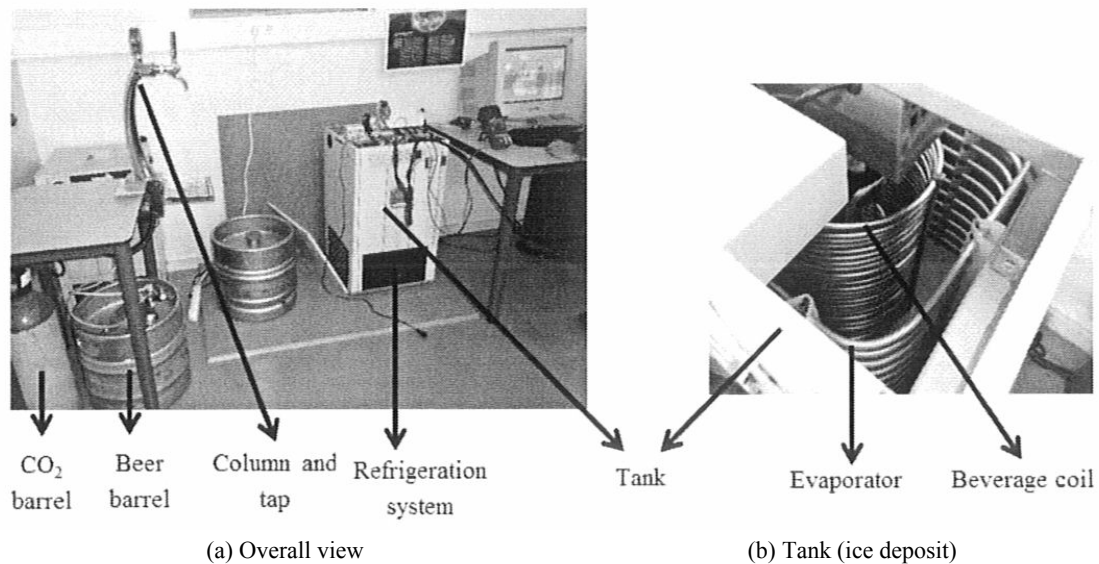 CO₂
barrel
Beer
barrel
Column and
tap
Refrigeration
system
Tank
Evaporator
Beverage coil
(a) Overall view
(b) Tank (ice deposit)